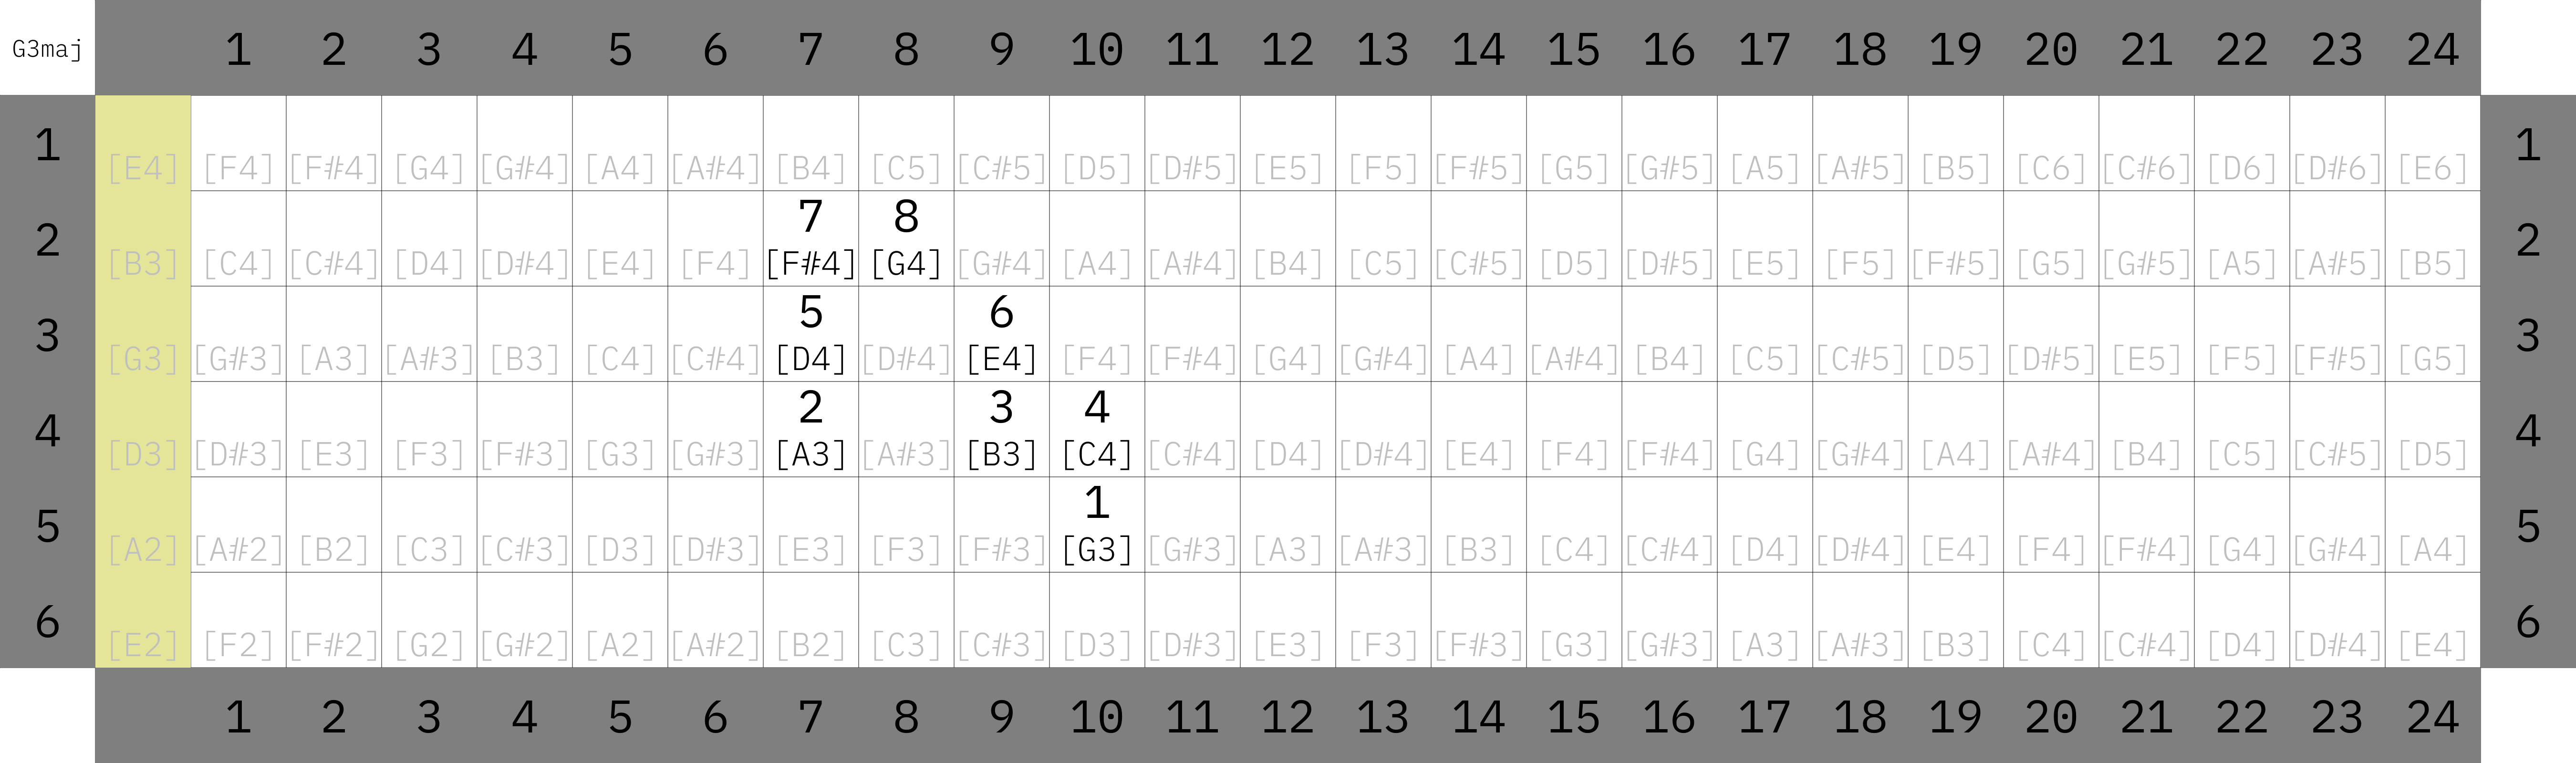 G3maj 1 2 3 4 5 6 7 8 9 10 11 12 13 14 15 16 17 18 19 20 21 22 23 24
1 [E4] [F4] [F#4] [G4] [G#4] [A4] [A#4] [B4] [C5] [C#5] [D5] [D#5] [E5] [F5] [F#5] [G5] [G#5] [A5] [A#5] [B5] [C6] [C#6] [D6] [D#6] [E6] 1
7 8
2 [B3] [C4] [C#4] [D4] [D#4] [E4] [F4] [F#4] [G4] [G#4] [A4] [A#4] [B4] [C5] [C#5] [D5] [D#5] [E5] [F5] [F#5] [G5] [G#5] [A5] [A#5] [B5] 2
5 6
3 [G3] [G#3] [A3] [A#3] [B3] [C4] [C#4] [D4] [D#4] [E4] [F4] [F#4] [G4] [G#4] [A4] [A#4] [B4] [C5] [C#5] [D5] [D#5] [E5] [F5] [F#5] [G5] 3
2 3 4
4 [D3] [D#3] [E3] [F3] [F#3] [G3] [G#3] [A3] [A#3] [B3] [C4] [C#4] [D4] [D#4] [E4] [F4] [F#4] [G4] [G#4] [A4] [A#4] [B4] [C5] [C#5] [D5] 4
1
5 [A2] [A#2] [B2] [C3] [C#3] [D3] [D#3] [E3] [F3] [F#3] [G3] [G#3] [A3] [A#3] [B3] [C4] [C#4] [D4] [D#4] [E4] [F4] [F#4] [G4] [G#4] [A4] 5
6 [E2] [F2] [F#2] [G2] [G#2] [A2] [A#2] [B2] [C3] [C#3] [D3] [D#3] [E3] [F3] [F#3] [G3] [G#3] [A3] [A#3] [B3] [C4] [C#4] [D4] [D#4] [E4] 6
1 2 3 4 5 6 7 8 9 10 11 12 13 14 15 16 17 18 19 20 21 22 23 24